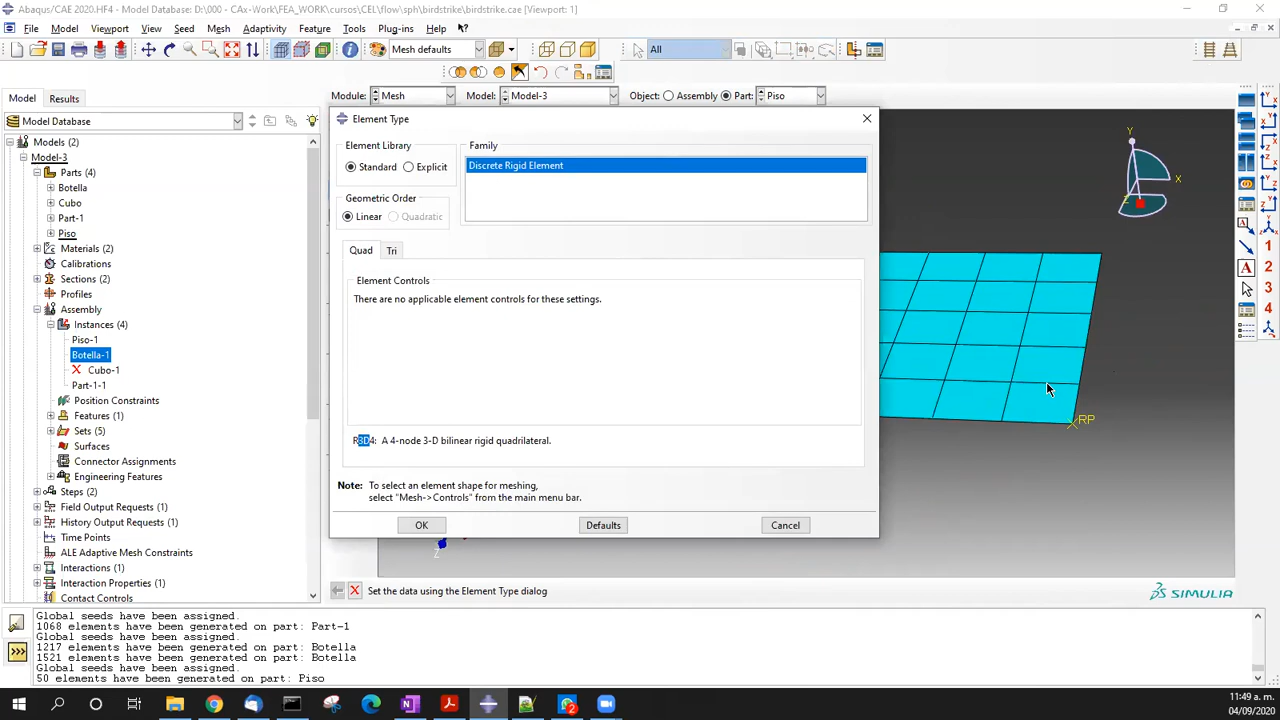 Abaqus/CAE 2020.HF4 - Model Database: D:\000 - CAx-Work\FEA_WORK\cursos\CEL\flow\sph\birdstrike.cae [Viewport: 1]
File Model Viewport View Seed Mesh Adaptivity Feature Tools Plug-ins Help
Mesh defaults All
Model Results Module: Mesh Model: Model-3 Object: Assembly Part: Piso
Model Database
Models (2)
Model-3
Parts (4)
Botella
Cubo
Part-1
Piso
Materials (2)
Calibrations
Sections (2)
Profiles
Assembly
Instances (4)
Piso-1
Botella-1
Cubo-1
Part-1-1
Position Constraints
Features (1)
Sets (5)
Surfaces
Connector Assignments
Engineering Features
Steps (2)
Field Output Requests (1)
History Output Requests (1)
Time Points
ALE Adaptive Mesh Constraints
Interactions (1)
Interaction Properties (1)
Contact Controls
Element Type
Element Library
Standard Explicit
Geometric Order
Linear Quadratic
Family
Discrete Rigid Element
Quad Tri
Element Controls
There are no applicable element controls for these settings.
R3D4: A 4-node 3-D bilinear rigid quadrilateral.
Note: To select an element shape for meshing,
select "Mesh->Controls" from the main menu bar.
OK Defaults Cancel
Y
X
Z
RP
Z
1
2
3
4
Set the data using the Element Type dialog
SIMULIA
Global seeds have been assigned.
1068 elements have been generated on part: Part-1
Global seeds have been assigned.
1217 elements have been generated on part: Botella
1521 elements have been generated on part: Botella
Global seeds have been assigned.
50 elements have been generated on part: Piso
11:49 a. m.
04/09/2020